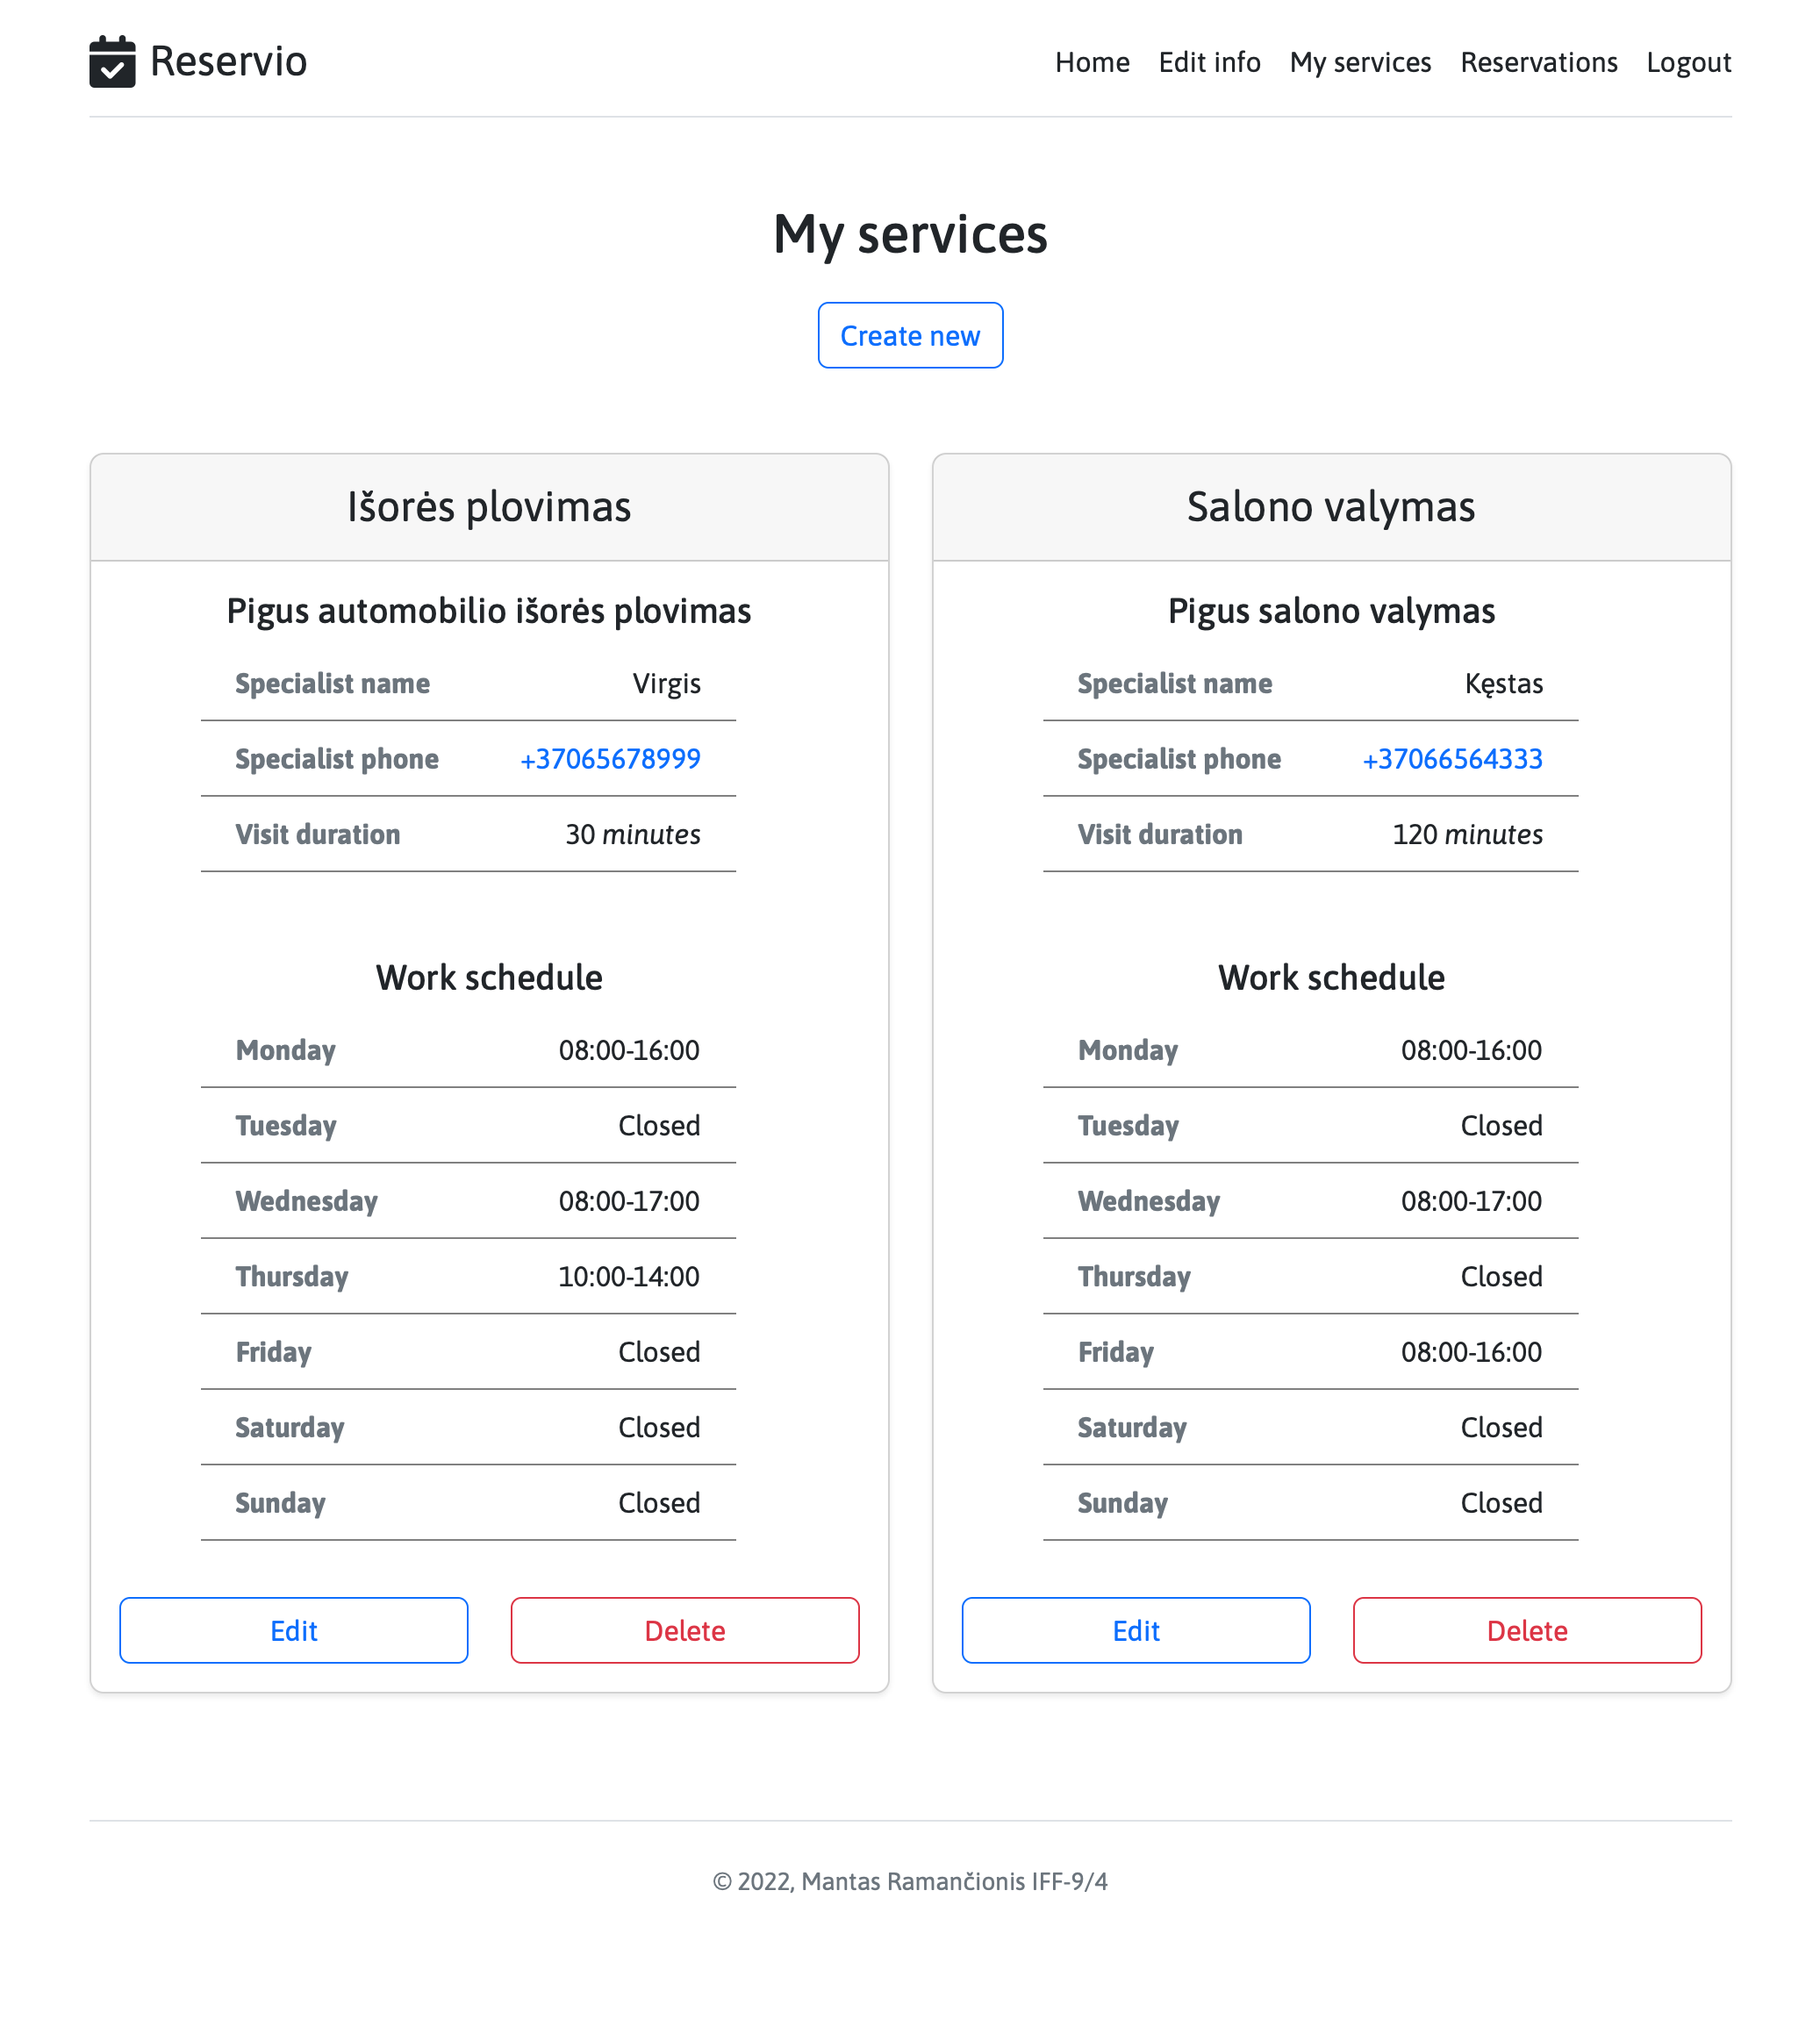 Reservio
Home Edit info My services Reservations Logout
My services
Create new
Išorės plovimas
Pigus automobilio išorės plovimas
Specialist name Virgis
Specialist phone +37065678999
Visit duration 30 minutes
Work schedule
Monday 08:00-16:00
Tuesday Closed
Wednesday 08:00-17:00
Thursday 10:00-14:00
Friday Closed
Saturday Closed
Sunday Closed
Edit Delete
Salono valymas
Pigus salono valymas
Specialist name Kęstas
Specialist phone +37066564333
Visit duration 120 minutes
Work schedule
Monday 08:00-16:00
Tuesday Closed
Wednesday 08:00-17:00
Thursday Closed
Friday 08:00-16:00
Saturday Closed
Sunday Closed
Edit Delete
© 2022, Mantas Ramančionis IFF-9/4